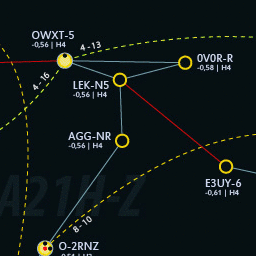 OWXT-5
-0,56 | H4
4-13
0V0R-R
-0,58 | H4
4-16
LEK-N5
-0,56 | H4
AGG-NR
-0,56 | H4
E3UY-6
-0,61 | H4
A21H-Z
8-10
O-2RNZ